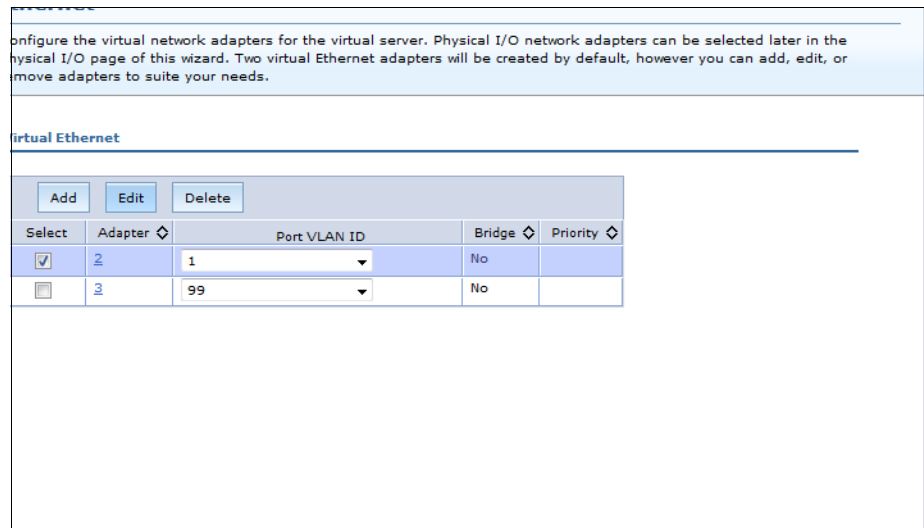 onfigure the virtual network adapters for the virtual server. Physical I/O network adapters can be selected later in the
hysical I/O page of this wizard. Two virtual Ethernet adapters will be created by default, however you can add, edit, or
move adapters to suite your needs.
irtual Ethernet
Add Edit Delete
Select Adapter Port VLAN ID Bridge Priority
2 1 No
3 99 No